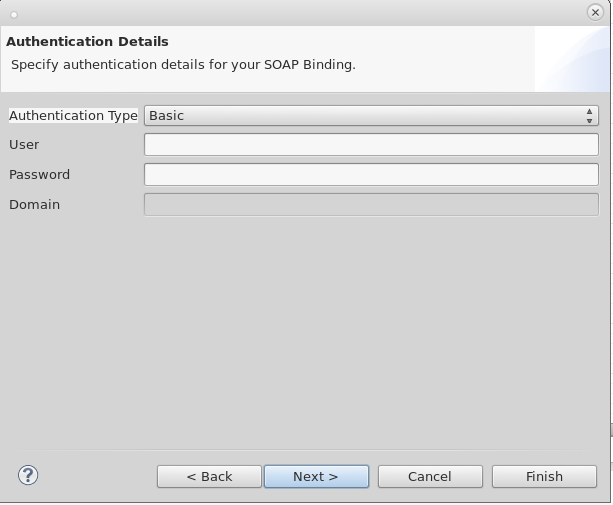 Authentication Details
Specify authentication details for your SOAP Binding.
Authentication Type Basic
User
Password
Domain
? < Back Next > Cancel Finish